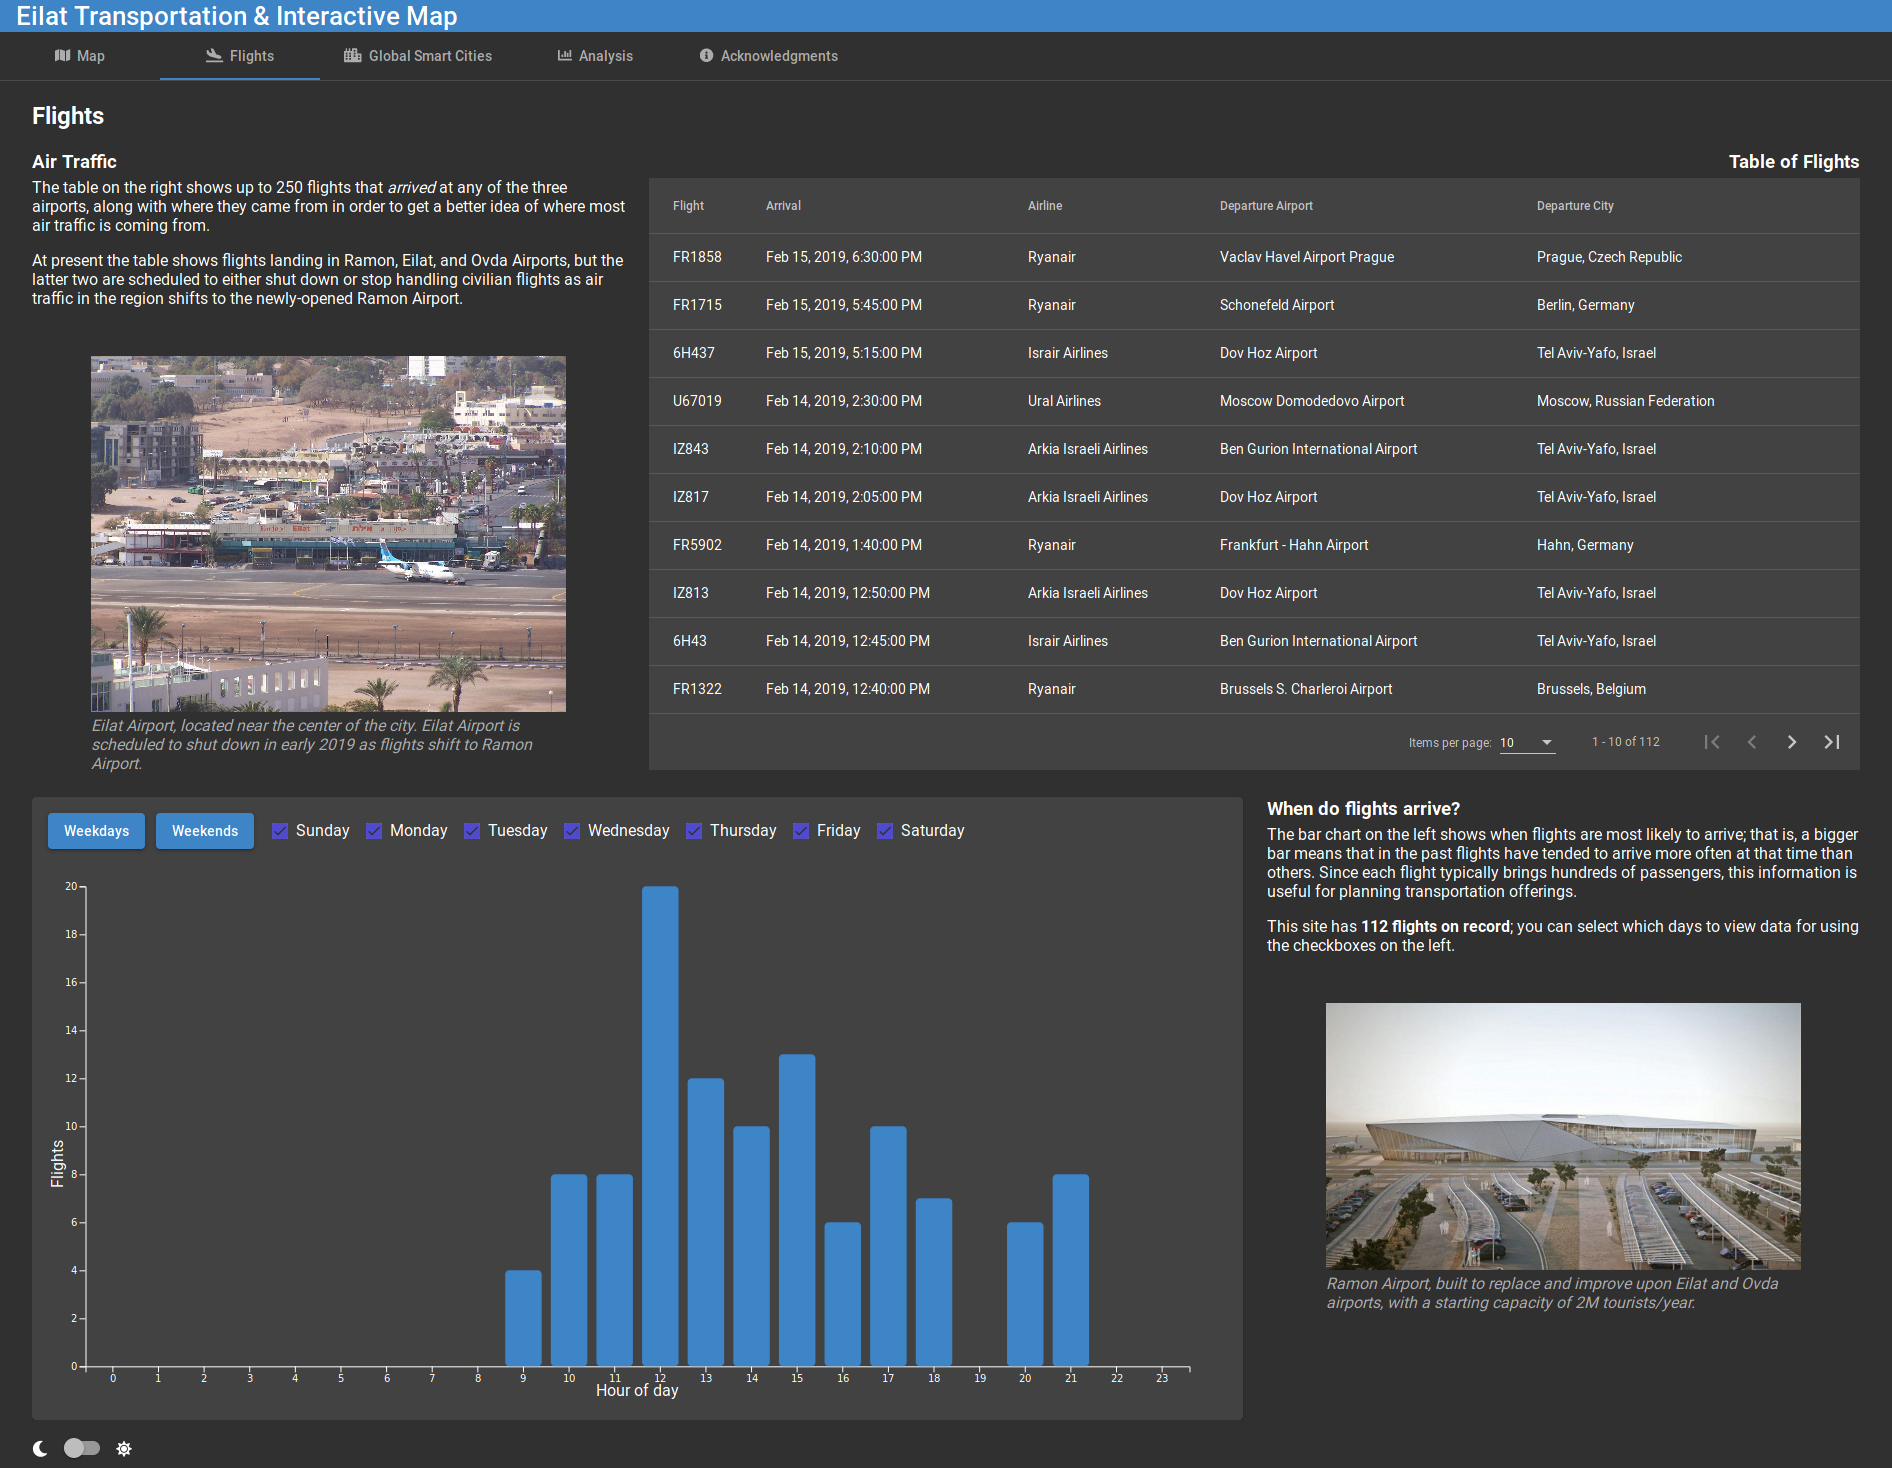 Eilat Transportation & Interactive Map
Map
Flights
Global Smart Cities
Analysis
Acknowledgments
Flights
Air Traffic
The table on the right shows up to 250 flights that arrived at any of the three
airports, along with where they came from in order to get a better idea of where most
air traffic is coming from.
At present the table shows flights landing in Ramon, Eilat, and Ovda Airports, but the
latter two are scheduled to either shut down or stop handling civilian flights as air
traffic in the region shifts to the newly-opened Ramon Airport.
Eilat
אילת
Eilat Airport, located near the center of the city. Eilat Airport is
scheduled to shut down in early 2019 as flights shift to Ramon
Airport.
Table of Flights
Flight Arrival Airline Departure Airport Departure City
FR1858 Feb 15, 2019, 6:30:00 PM Ryanair Vaclav Havel Airport Prague Prague, Czech Republic
FR1715 Feb 15, 2019, 5:45:00 PM Ryanair Schonefeld Airport Berlin, Germany
6H437 Feb 15, 2019, 5:15:00 PM Israir Airlines Dov Hoz Airport Tel Aviv-Yafo, Israel
U67019 Feb 14, 2019, 2:30:00 PM Ural Airlines Moscow Domodedovo Airport Moscow, Russian Federation
IZ843 Feb 14, 2019, 2:10:00 PM Arkia Israeli Airlines Ben Gurion International Airport Tel Aviv-Yafo, Israel
IZ817 Feb 14, 2019, 2:05:00 PM Arkia Israeli Airlines Dov Hoz Airport Tel Aviv-Yafo, Israel
FR5902 Feb 14, 2019, 1:40:00 PM Ryanair Frankfurt - Hahn Airport Hahn, Germany
IZ813 Feb 14, 2019, 12:50:00 PM Arkia Israeli Airlines Dov Hoz Airport Tel Aviv-Yafo, Israel
6H43 Feb 14, 2019, 12:45:00 PM Israir Airlines Ben Gurion International Airport Tel Aviv-Yafo, Israel
FR1322 Feb 14, 2019, 12:40:00 PM Ryanair Brussels S. Charleroi Airport Brussels, Belgium
Items per page: 10 1 - 10 of 112
Weekdays Weekends Sunday Monday Tuesday Wednesday Thursday Friday Saturday
20
18
16
14
12
10
8
6
4
2
0
Flights
0 1 2 3 4 5 6 7 8 9 10 11 12 13 14 15 16 17 18 19 20 21 22 23
Hour of day
When do flights arrive?
The bar chart on the left shows when flights are most likely to arrive; that is, a bigger
bar means that in the past flights have tended to arrive more often at that time than
others. Since each flight typically brings hundreds of passengers, this information is
useful for planning transportation offerings.
This site has 112 flights on record; you can select which days to view data for using
the checkboxes on the left.
Ramon Airport, built to replace and improve upon Eilat and Ovda
airports, with a starting capacity of 2M tourists/year.